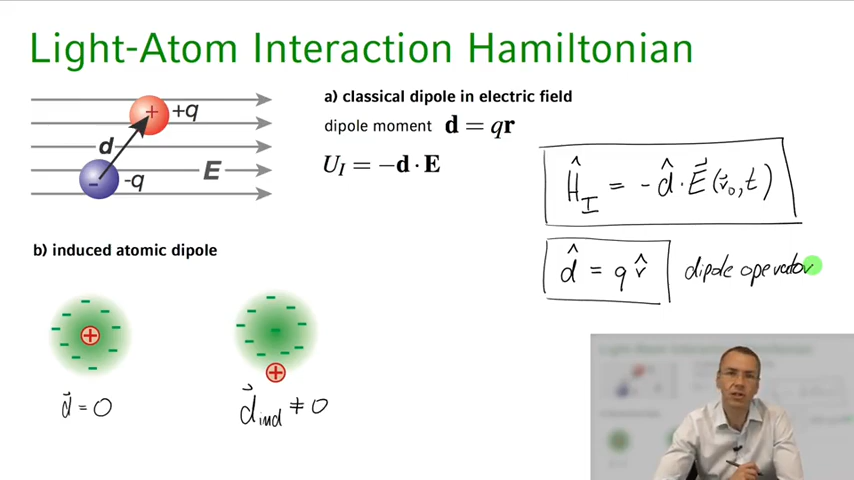 Light-Atom Interaction Hamiltonian
+ +q
d
- -q
E
a) classical dipole in electric field
dipole moment d = qr
U_I = −d · E
Ĥ_I = - d̂ · E⃗ (r⃗₀, t)
d̂ = q r̂ dipole operator
b) induced atomic dipole
+
+
d⃗ = 0
d⃗_ind ≠ 0